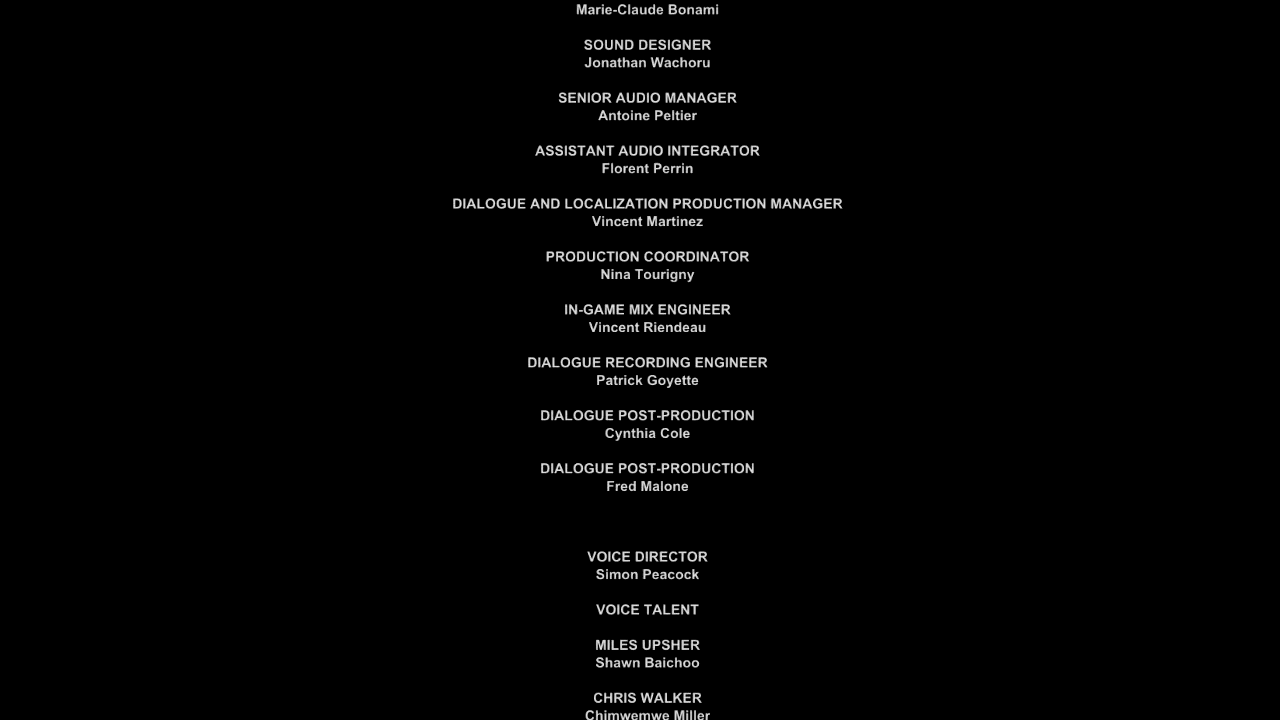 Marie-Claude Bonami
SOUND DESIGNER
Jonathan Wachoru
SENIOR AUDIO MANAGER
Antoine Peltier
ASSISTANT AUDIO INTEGRATOR
Florent Perrin
DIALOGUE AND LOCALIZATION PRODUCTION MANAGER
Vincent Martinez
PRODUCTION COORDINATOR
Nina Tourigny
IN-GAME MIX ENGINEER
Vincent Riendeau
DIALOGUE RECORDING ENGINEER
Patrick Goyette
DIALOGUE POST-PRODUCTION
Cynthia Cole
DIALOGUE POST-PRODUCTION
Fred Malone
VOICE DIRECTOR
Simon Peacock
VOICE TALENT
MILES UPSHER
Shawn Baichoo
CHRIS WALKER
Chimwemwe Miller